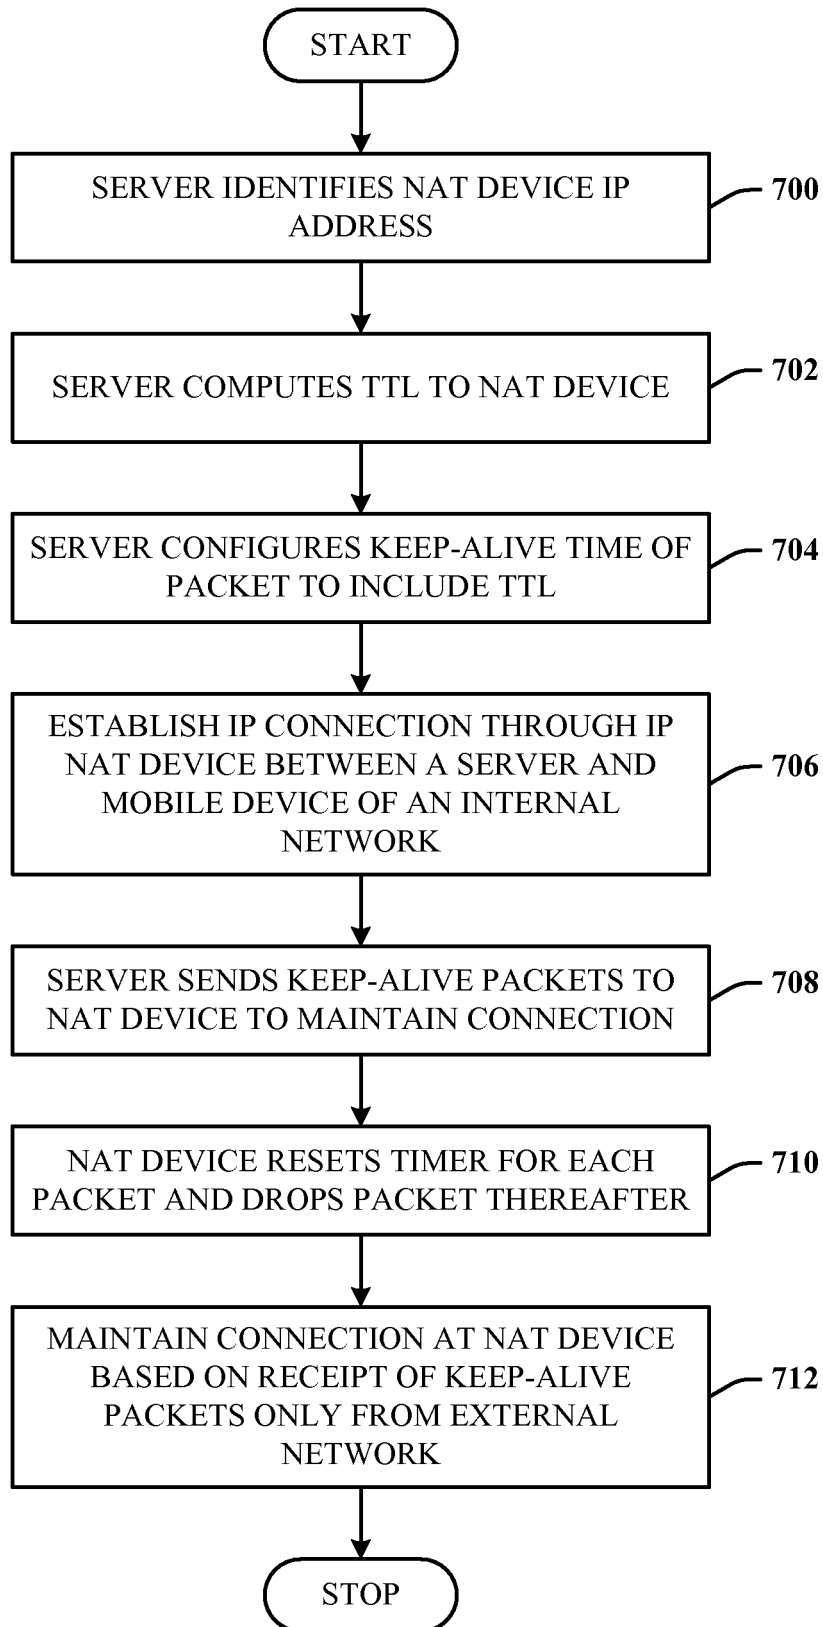 START
SERVER IDENTIFIES NAT DEVICE IP
ADDRESS
700
SERVER COMPUTES TTL TO NAT DEVICE
702
SERVER CONFIGURES KEEP-ALIVE TIME OF
PACKET TO INCLUDE TTL
704
ESTABLISH IP CONNECTION THROUGH IP
NAT DEVICE BETWEEN A SERVER AND
MOBILE DEVICE OF AN INTERNAL
NETWORK
706
SERVER SENDS KEEP-ALIVE PACKETS TO
NAT DEVICE TO MAINTAIN CONNECTION
708
NAT DEVICE RESETS TIMER FOR EACH
PACKET AND DROPS PACKET THEREAFTER
710
MAINTAIN CONNECTION AT NAT DEVICE
BASED ON RECEIPT OF KEEP-ALIVE
PACKETS ONLY FROM EXTERNAL
NETWORK
712
STOP